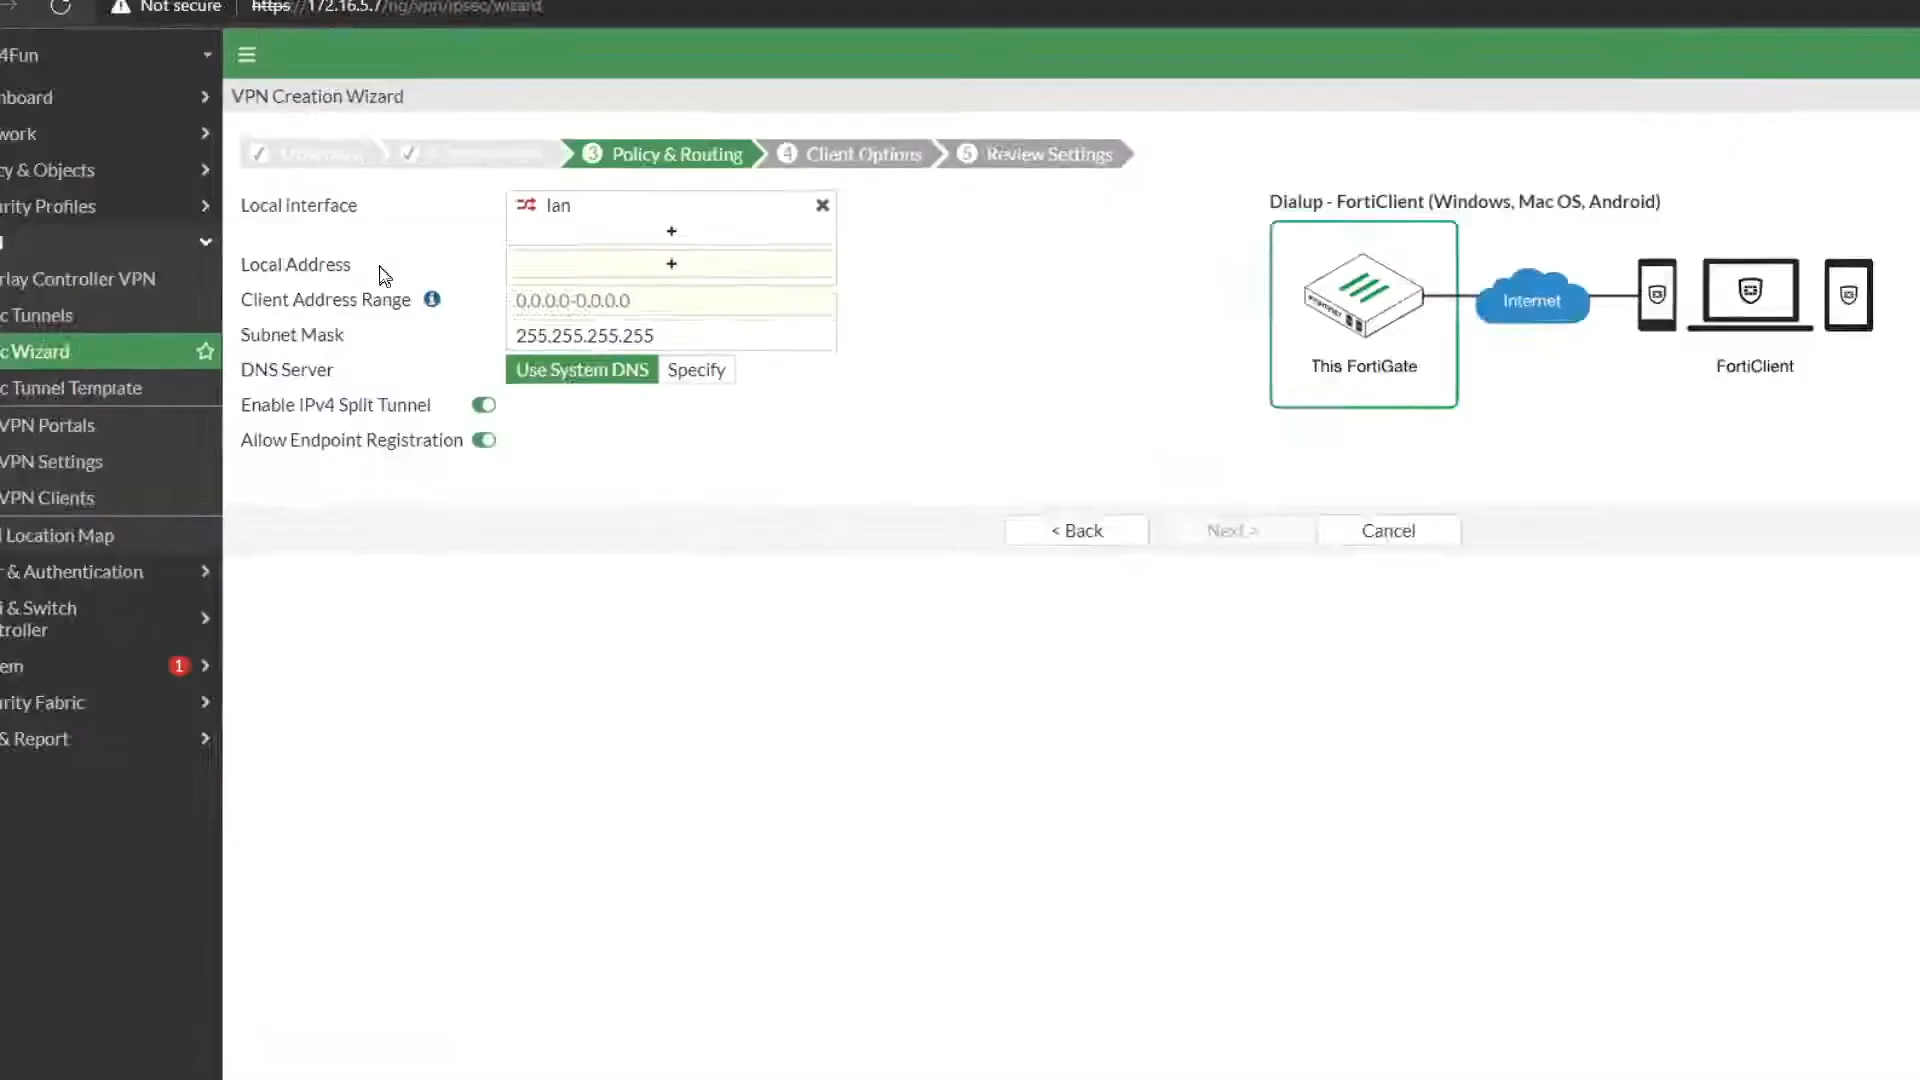 Not secure
https://172.16.5.7/ng/vpn/ipsec/wizard
4Fun
nboard
work
cy & Objects
urity Profiles
rlay Controller VPN
c Tunnels
c Wizard
c Tunnel Template
VPN Portals
VPN Settings
VPN Clients
l Location Map
r & Authentication
i & Switch
troller
em
1
urity Fabric
& Report
VPN Creation Wizard
3 Policy & Routing
4 Client Options
5 Review Settings
Local interface
lan
+
Local Address
+
Client Address Range
0.0.0.0-0.0.0.0
Subnet Mask
255.255.255.255
DNS Server
Use System DNS
Specify
Enable IPv4 Split Tunnel
Allow Endpoint Registration
Dialup - FortiClient (Windows, Mac OS, Android)
Internet
This FortiGate
FortiClient
< Back
Next >
Cancel